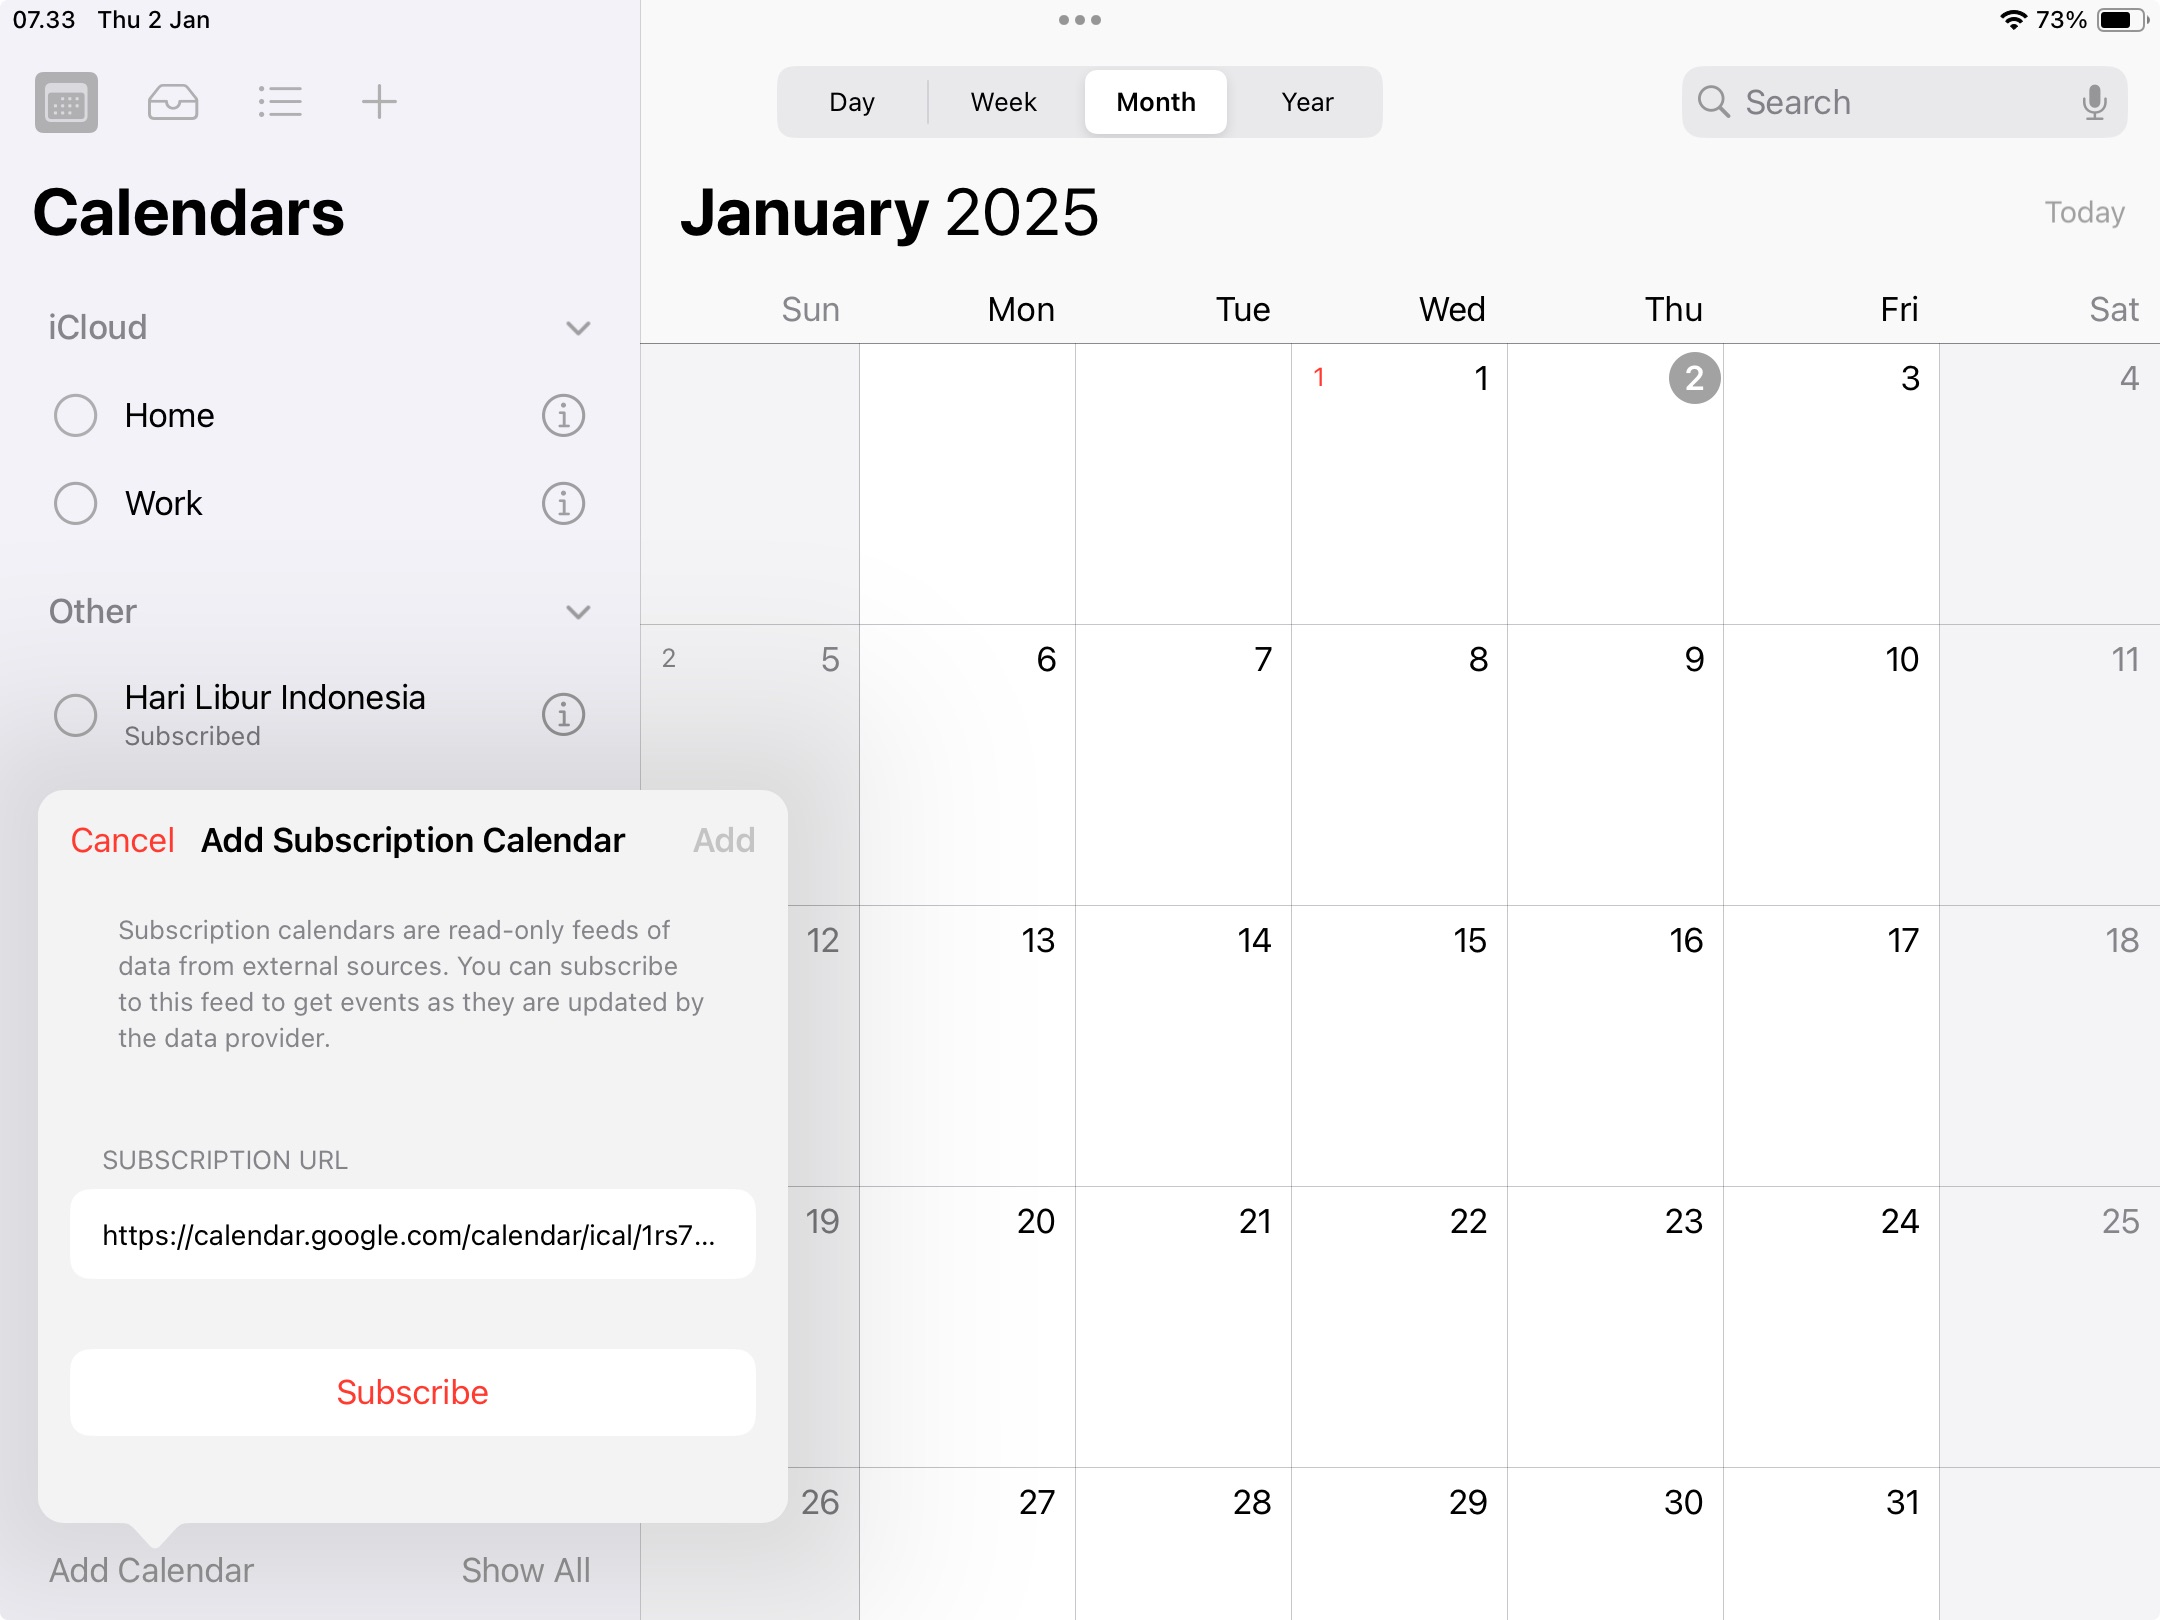 07.33 Thu 2 Jan
73%
Day Week Month Year
Search
Calendars
January 2025
Today
iCloud
Home
Work
Other
Hari Libur Indonesia
Subscribed
Cancel Add Subscription Calendar Add
Subscription calendars are read-only feeds of
data from external sources. You can subscribe
to this feed to get events as they are updated by
the data provider.
SUBSCRIPTION URL
https://calendar.google.com/calendar/ical/1rs7...
Subscribe
Add Calendar Show All
Sun Mon Tue Wed Thu Fri Sat
1 1 2 3 4
2 5 6 7 8 9 10 11
12 13 14 15 16 17 18
19 20 21 22 23 24 25
26 27 28 29 30 31